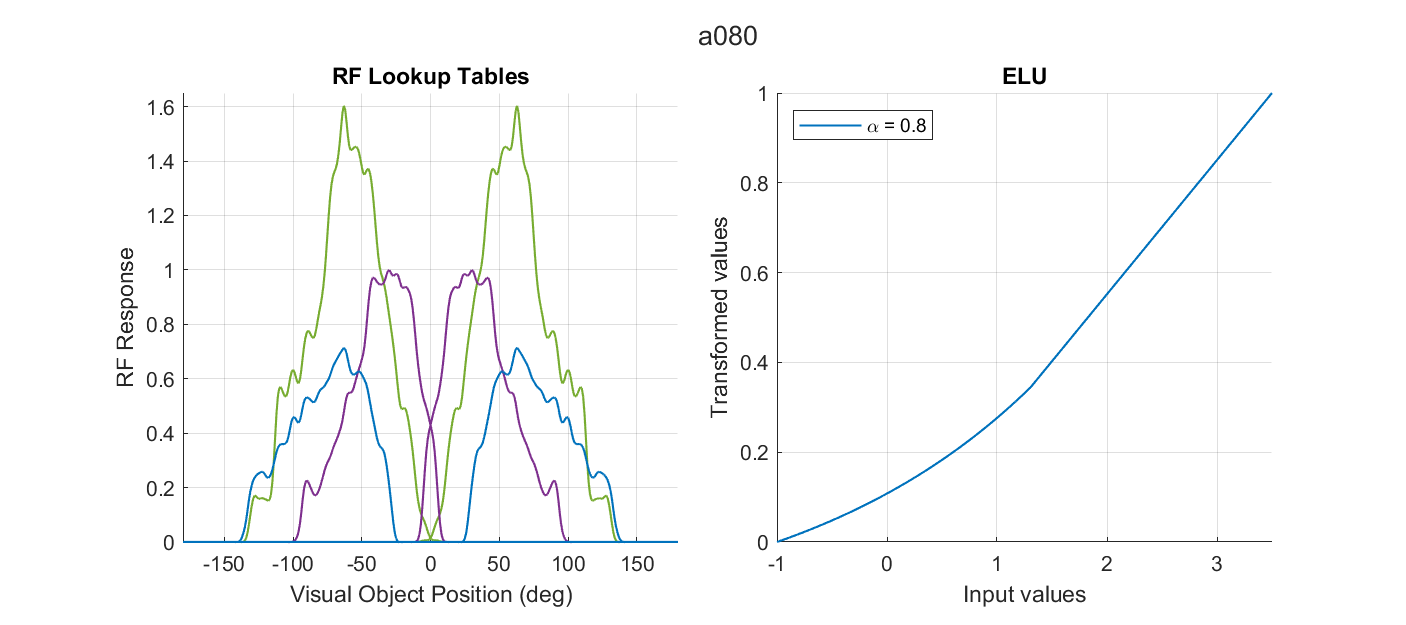 a080
RF Lookup Tables
RF Response
1.6
1.4
1.2
1
0.8
0.6
0.4
0.2
0
-150 -100 -50 0 50 100 150
Visual Object Position (deg)
ELU
α = 0.8
Transformed values
1
0.8
0.6
0.4
0.2
0
-1 0 1 2 3
Input values